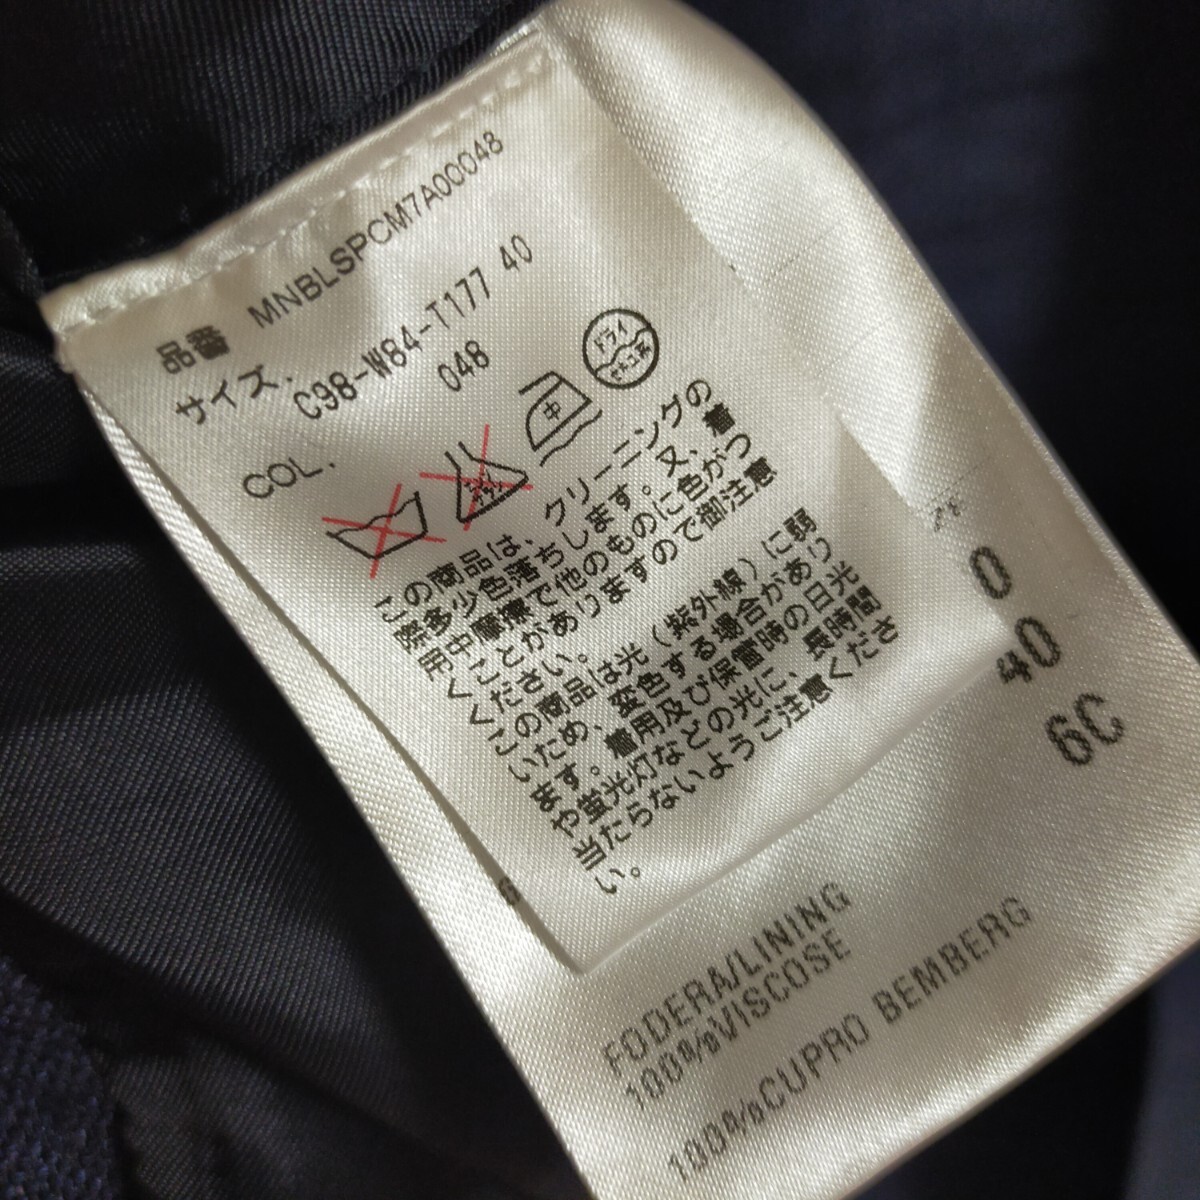 品番 MNBLSPCM7A00048
サイズ. C98-W84-T177 40
COL. 048
中
ドライ
セキユ系
この商品は、クリーニングの
際多少色落ちします。又、着
用中摩擦で他のものに色がつ
くことがありますので御注意
ください。
この商品は光(紫外線)に弱
いため、変色する場合があり
ます。着用及び保管時の日光
や蛍光灯などの光に、長時間
当たらないようご注意くださ
い。
0
40
6C
FODERA/LINING
100%VISCOSE
100%CUPRO BEMBERG